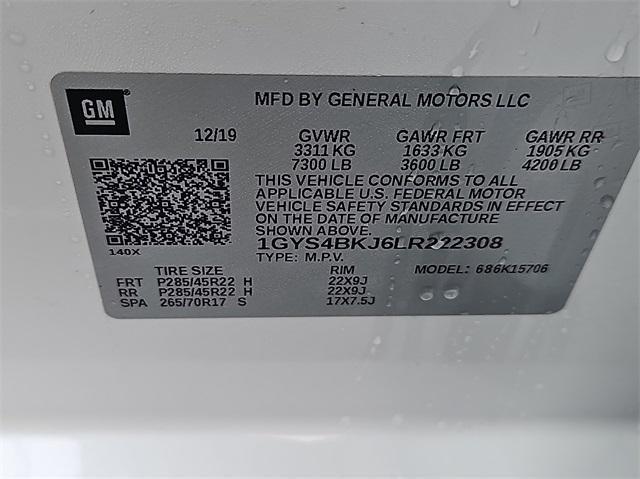 GM
MFD BY GENERAL MOTORS LLC
12/19 GVWR GAWR FRT GAWR RR
3311 KG 1633 KG 1905 KG
7300 LB 3600 LB 4200 LB
THIS VEHICLE CONFORMS TO ALL
APPLICABLE U.S. FEDERAL MOTOR
VEHICLE SAFETY STANDARDS IN EFFECT
ON THE DATE OF MANUFACTURE
SHOWN ABOVE.
1GYS4BKJ6LR222308
140X
TYPE: M.P.V. MODEL: 686K15706
TIRE SIZE RIM
FRT P285/45R22 H 22X9J
RR P285/45R22 H 22X9J
SPA 265/70R17 S 17X7.5J